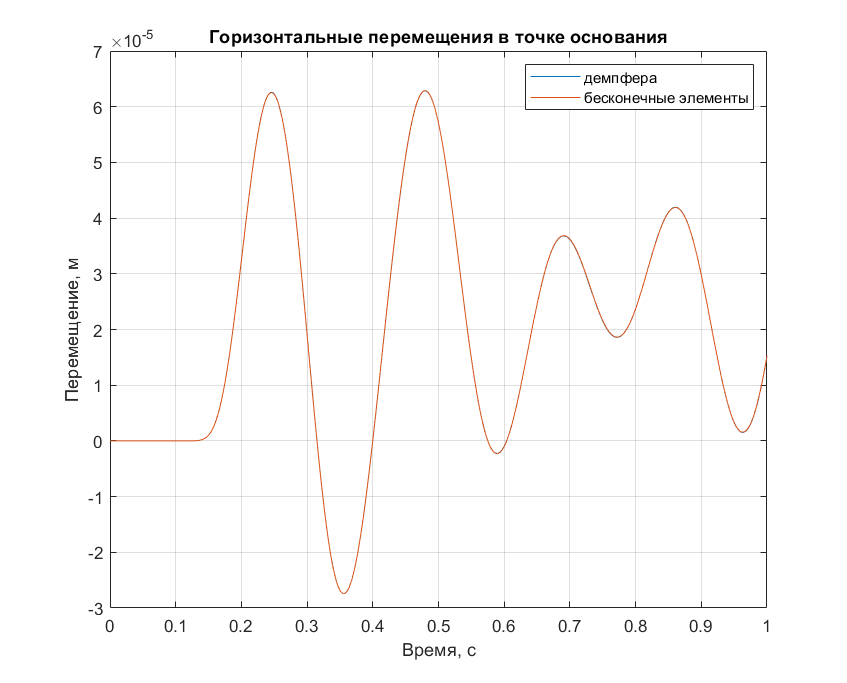 Горизонтальные перемещения в точке основания
×10-5
7
6
5
4
3
2
1
0
-1
-2
-3
Перемещение, м
демпфера
бесконечные элементы
0 0.1 0.2 0.3 0.4 0.5 0.6 0.7 0.8 0.9 1
Время, с